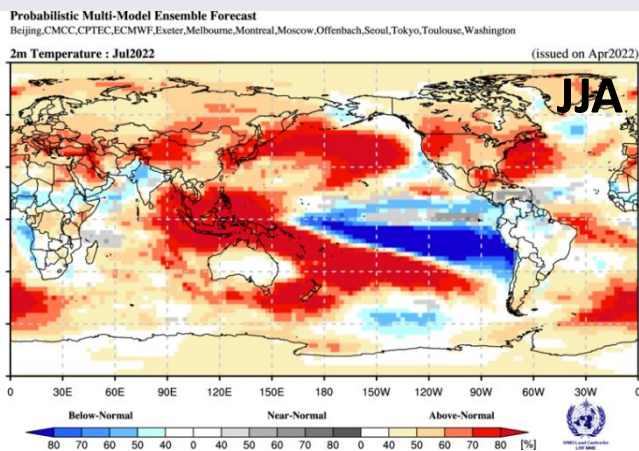 Probabilistic Multi-Model Ensemble Forecast
Beijing,CMCC,CPTEC,ECMWF,Exeter,Melbourne,Montreal,Moscow,Offenbach,Seoul,Tokyo,Toulouse,Washington
2m Temperature : Jul2022 (issued on Apr2022)
JJA
0 30E 60E 90E 120E 150E 180 150W 120W 90W 60W 30W 0
Below-Normal Near-Normal Above-Normal
80 70 60 50 40 0 40 50 60 70 80 0 40 50 60 70 80 [%]